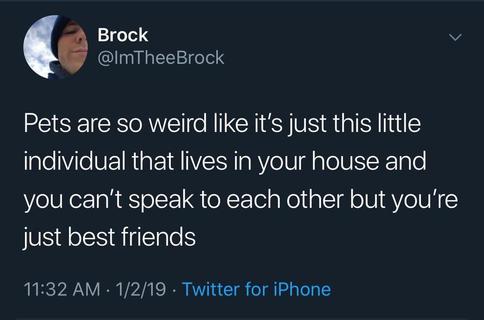 Brock
@ImTheeBrock
Pets are so weird like it’s just this little
individual that lives in your house and
you can’t speak to each other but you’re
just best friends
11:32 AM · 1/2/19 · Twitter for iPhone